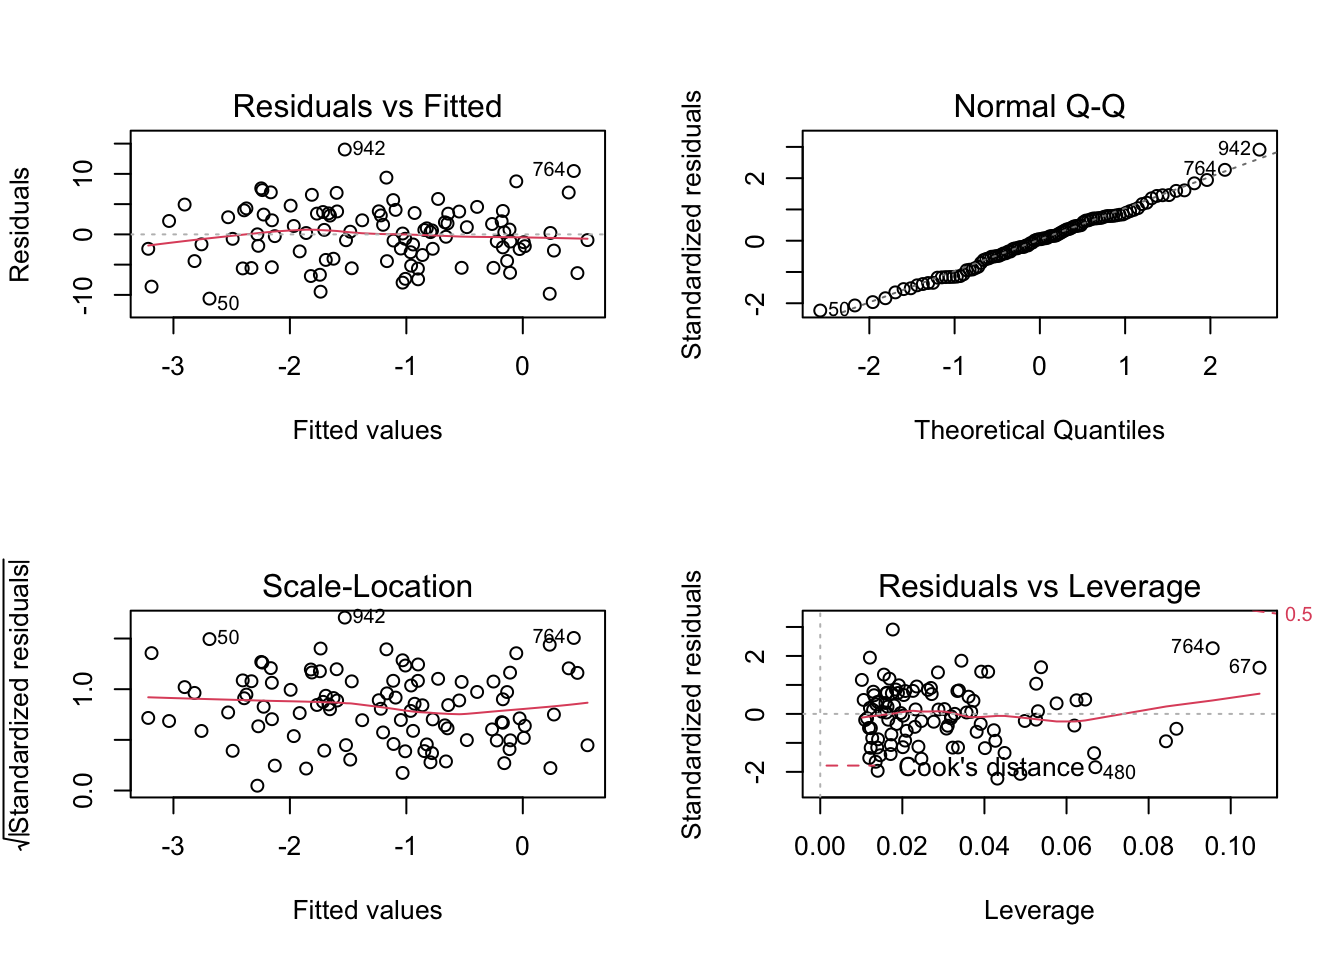 Residuals vs Fitted
Residuals
10
0
-10
942
764
50
-3 -2 -1 0
Fitted values
Normal Q-Q
Standardized residuals
2
0
-2
942
764
50
-2 -1 0 1 2
Theoretical Quantiles
Scale-Location
√|Standardized residuals|
1.0
0.0
942
50
764
-3 -2 -1 0
Fitted values
Residuals vs Leverage
Standardized residuals
2
0
-2
0.5
764
67
Cook's distance
480
0.00 0.02 0.04 0.06 0.08 0.10
Leverage